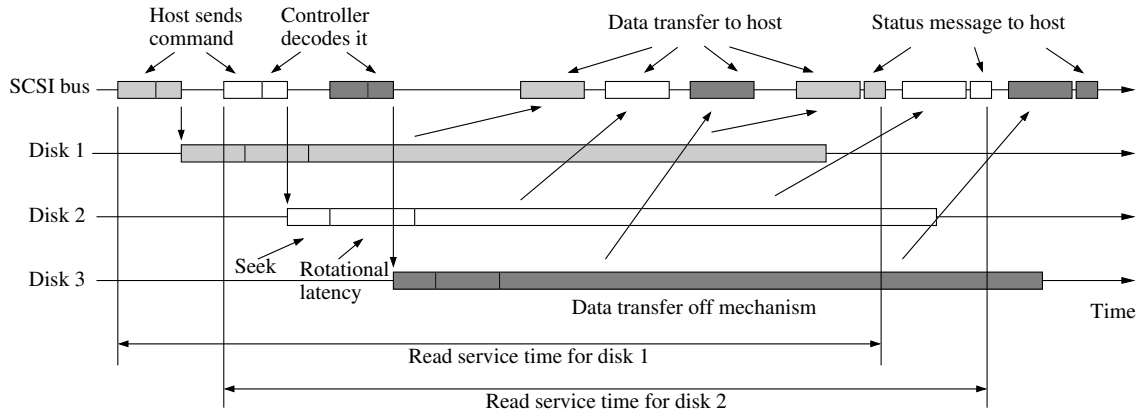 Host sends
command
Controller
decodes it
Data transfer to host
Status message to host
SCSI bus
Disk 1
Disk 2
Seek
Rotational
latency
Disk 3
Data transfer off mechanism
Time
Read service time for disk 1
Read service time for disk 2